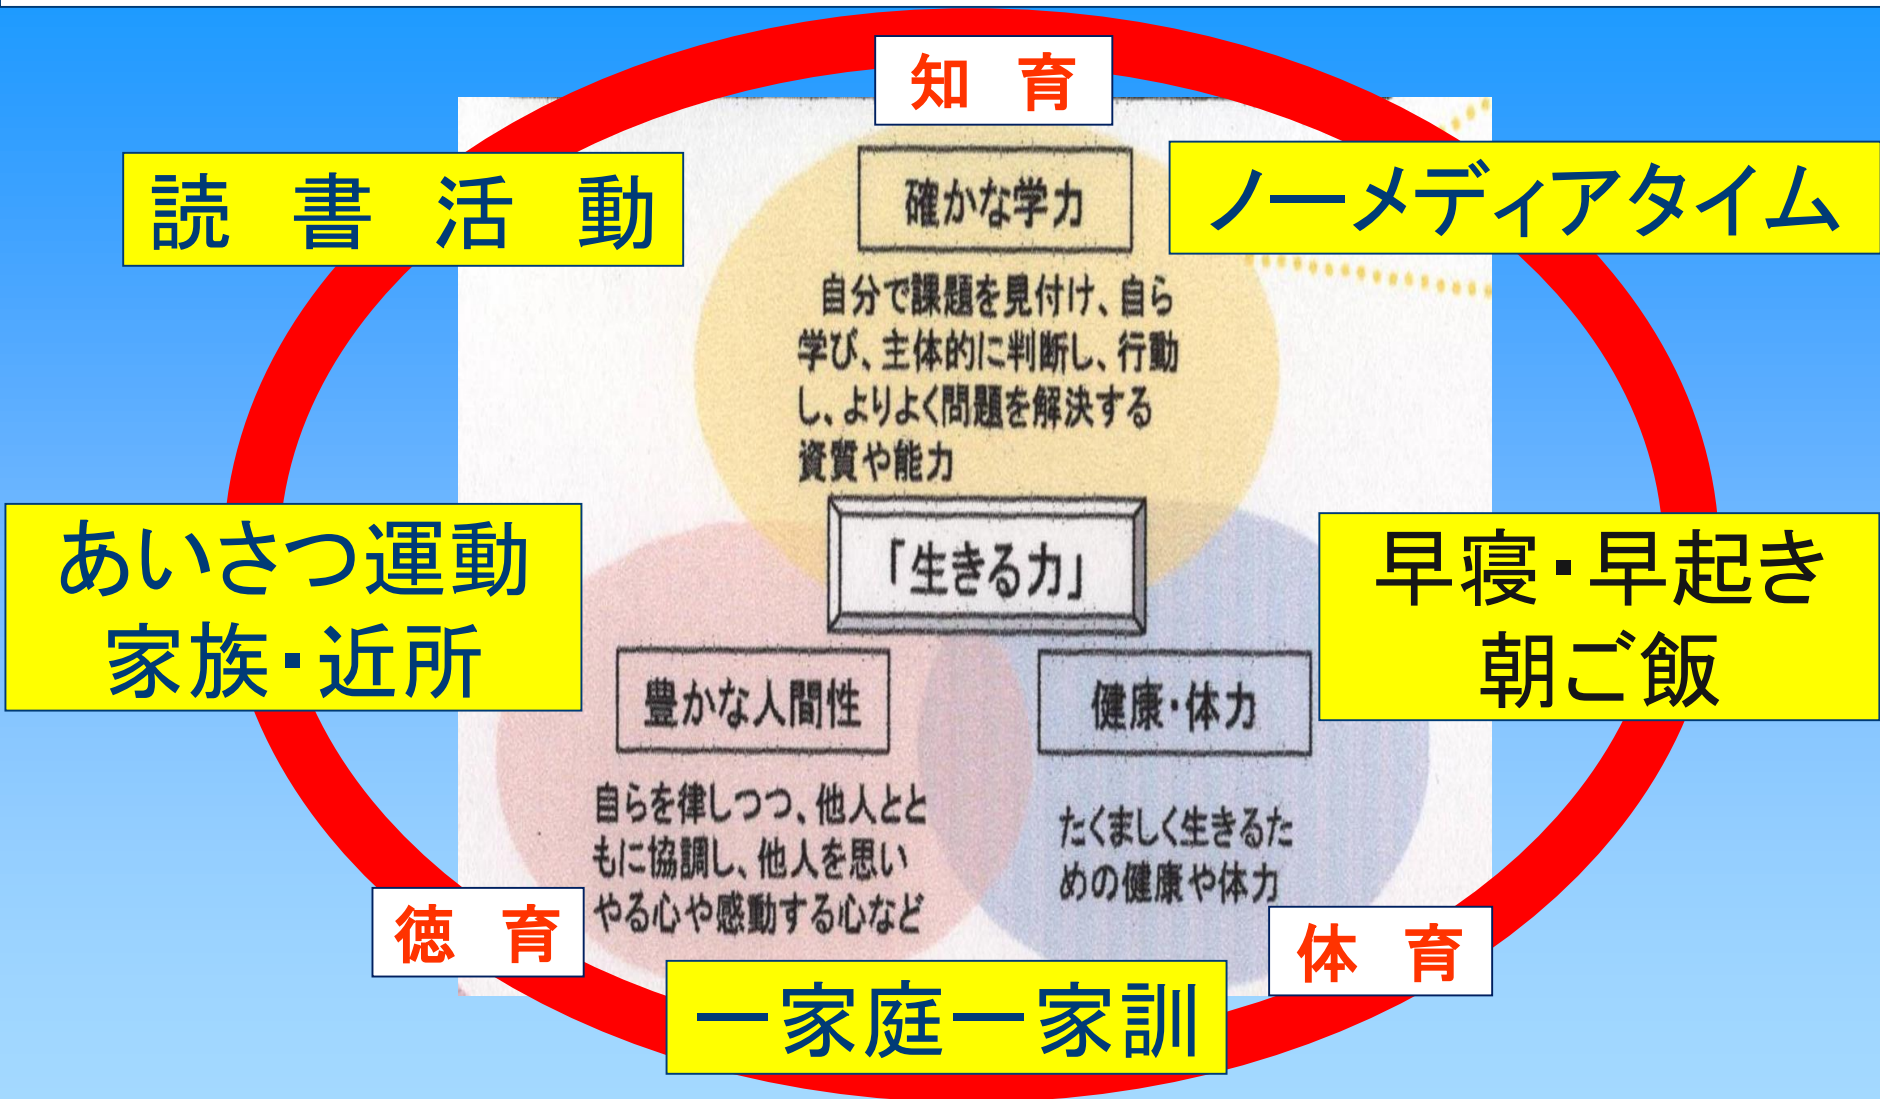 知 育
読 書 活 動
ノーメディアタイム
確かな学力
自分で課題を見付け、自ら
学び、主体的に判断し、行動
し、よりよく問題を解決する
資質や能力
「生きる力」
あいさつ運動
家族・近所
早寝・早起き
朝ご飯
豊かな人間性
自らを律しつつ、他人とと
もに協調し、他人を思い
やる心や感動する心など
健康・体力
たくましく生きるた
めの健康や体力
徳 育
体 育
一家庭一家訓